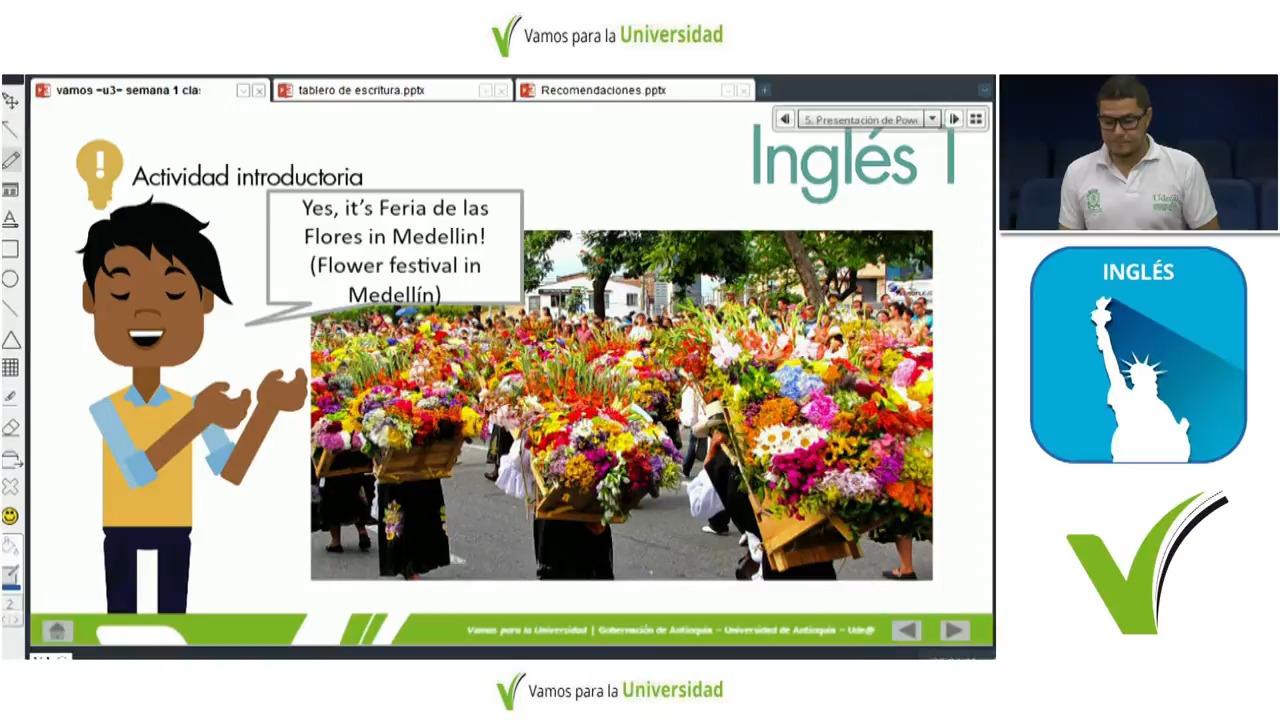 Vamos para la Universidad
vamos -u3- semana 1 cla:
tablero de escritura.pptx
Recomendaciones.pptx
5. Presentación de Powe
Inglés 1
Actividad introductoria
Yes, it's Feria de las
Flores in Medellin!
(Flower festival in
Medellín)
INGLÉS
Vamos para la Universidad | Gobernación de Antioquia - Universidad de Antioquia - Ude@
Vamos para la Universidad